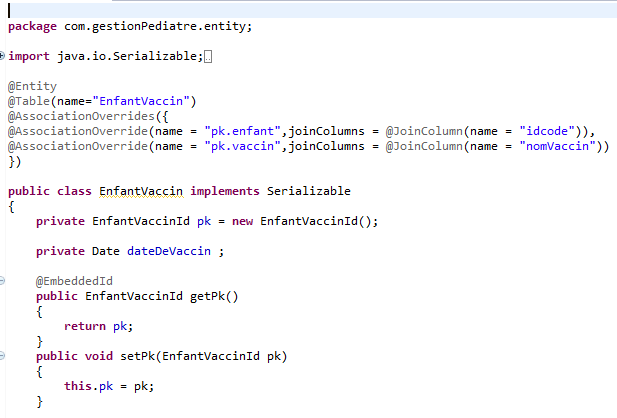 package com.gestionPediatre.entity;
import java.io.Serializable;
@Entity
@Table(name="EnfantVaccin")
@AssociationOverrides({
@AssociationOverride(name = "pk.enfant",joinColumns = @JoinColumn(name = "idcode")),
@AssociationOverride(name = "pk.vaccin",joinColumns = @JoinColumn(name = "nomVaccin"))
})
public class EnfantVaccin implements Serializable
{
private EnfantVaccinId pk = new EnfantVaccinId();
private Date dateDeVaccin ;
@EmbeddedId
public EnfantVaccinId getPk()
{
return pk;
}
public void setPk(EnfantVaccinId pk)
{
this.pk = pk;
}